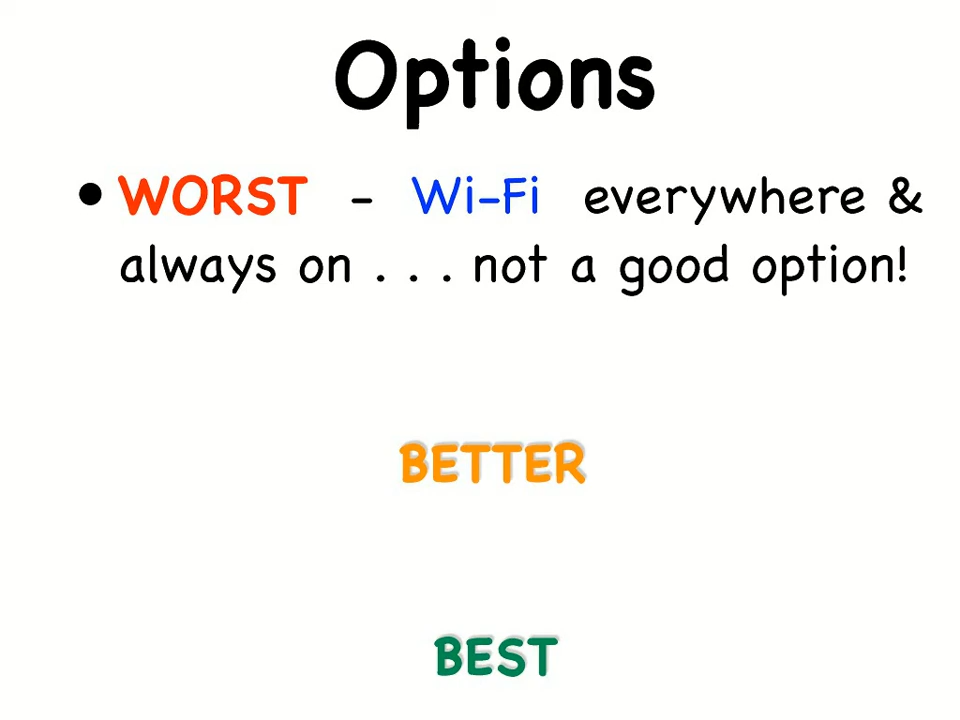 Options
• WORST - Wi-Fi everywhere &
always on . . . not a good option!
BETTER
BEST